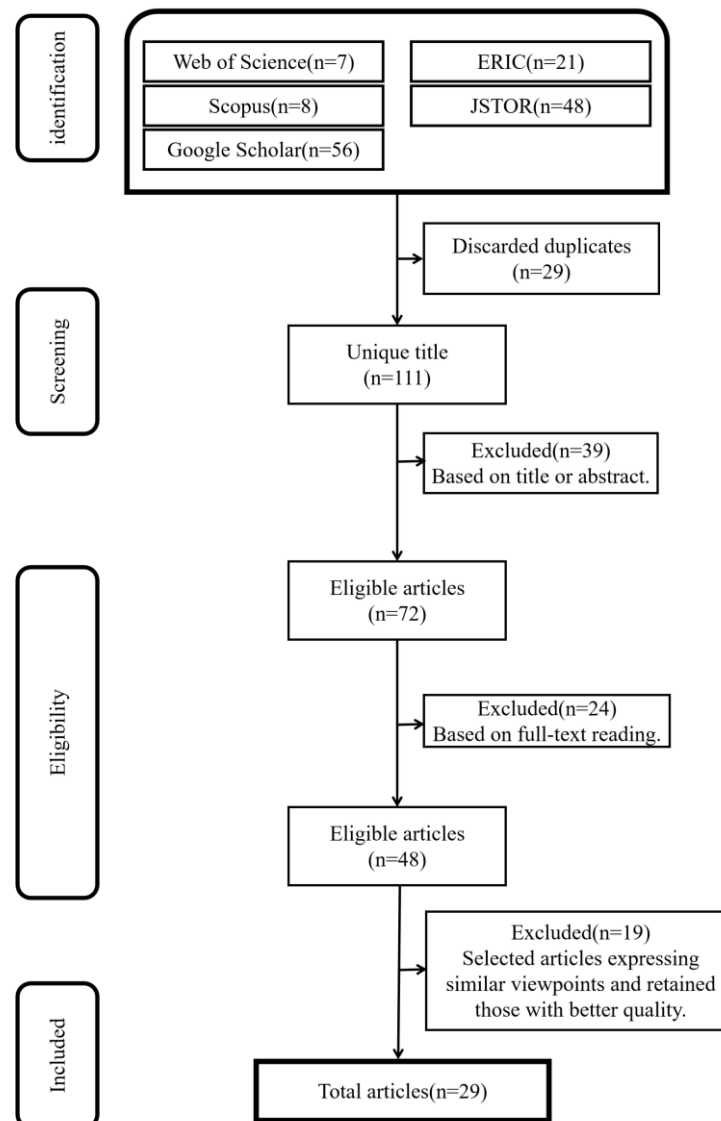 identification
Web of Science(n=7)
ERIC(n=21)
Scopus(n=8)
JSTOR(n=48)
Google Scholar(n=56)
Discarded duplicates
(n=29)
Screening
Unique title
(n=111)
Excluded(n=39)
Based on title or abstract.
Eligibility
Eligible articles
(n=72)
Excluded(n=24)
Based on full-text reading.
Eligible articles
(n=48)
Excluded(n=19)
Selected articles expressing
similar viewpoints and retained
those with better quality.
Included
Total articles(n=29)